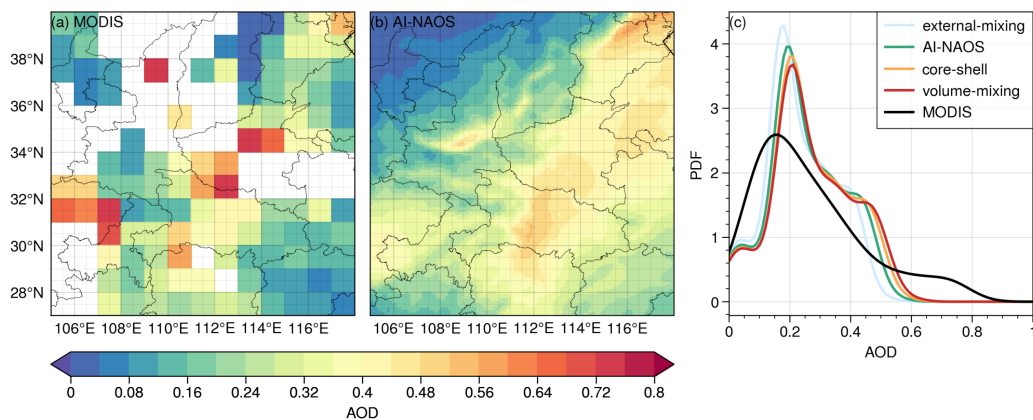 (a) MODIS
(b) AI-NAOS
(c)
38°N
36°N
34°N
32°N
30°N
28°N
106°E 108°E 110°E 112°E 114°E 116°E
106°E 108°E 110°E 112°E 114°E 116°E
0 0.08 0.16 0.24 0.32 0.4 0.48 0.56 0.64 0.72 0.8
AOD
external-mixing
AI-NAOS
core-shell
volume-mixing
MODIS
PDF
4
3
2
1
0
0 0.2 0.4 0.6 0.8 1
AOD